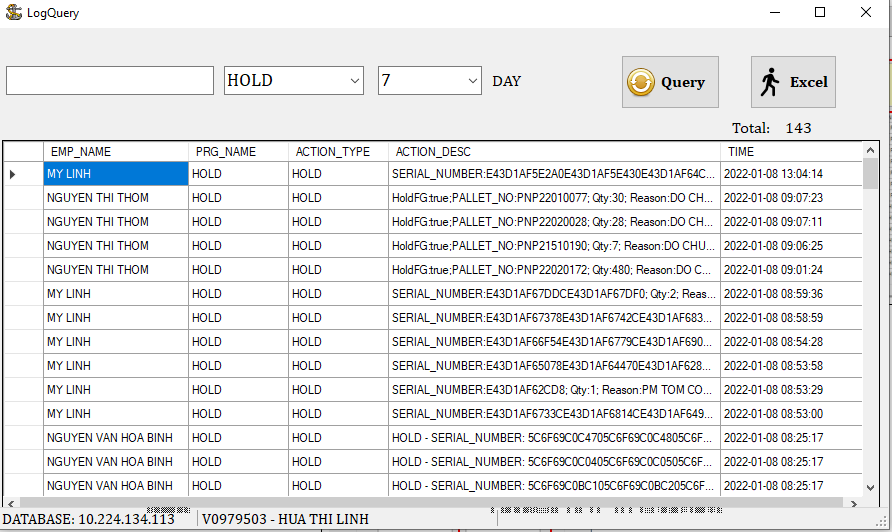 LogQuery
HOLD 7 DAY Query Excel
Total: 143
EMP_NAME PRG_NAME ACTION_TYPE ACTION_DESC TIME
MY LINH HOLD HOLD SERIAL_NUMBER:E43D1AF5E2A0E43D1AF5E430E43D1AF64C... 2022-01-08 13:04:14
NGUYEN THI THOM HOLD HOLD HoldFG:true;PALLET_NO:PNP22010077; Qty:30; Reason:DO CH... 2022-01-08 09:07:23
NGUYEN THI THOM HOLD HOLD HoldFG:true;PALLET_NO:PNP22020028; Qty:28; Reason:DO CH... 2022-01-08 09:07:11
NGUYEN THI THOM HOLD HOLD HoldFG:true;PALLET_NO:PNP21510190; Qty:7; Reason:DO CHU... 2022-01-08 09:06:25
NGUYEN THI THOM HOLD HOLD HoldFG:true;PALLET_NO:PNP22020172; Qty:480; Reason:DO C... 2022-01-08 09:01:24
MY LINH HOLD HOLD SERIAL_NUMBER:E43D1AF67DDCE43D1AF67DF0; Qty:2; Reas... 2022-01-08 08:59:36
MY LINH HOLD HOLD SERIAL_NUMBER:E43D1AF67378E43D1AF6742CE43D1AF683... 2022-01-08 08:58:59
MY LINH HOLD HOLD SERIAL_NUMBER:E43D1AF66F54E43D1AF6779CE43D1AF690... 2022-01-08 08:54:28
MY LINH HOLD HOLD SERIAL_NUMBER:E43D1AF65078E43D1AF64470E43D1AF628... 2022-01-08 08:53:58
MY LINH HOLD HOLD SERIAL_NUMBER:E43D1AF62CD8; Qty:1; Reason:PM TOM CO... 2022-01-08 08:53:29
MY LINH HOLD HOLD SERIAL_NUMBER:E43D1AF6733CE43D1AF6814CE43D1AF649... 2022-01-08 08:53:00
NGUYEN VAN HOA BINH HOLD HOLD HOLD - SERIAL_NUMBER: 5C6F69C0C4705C6F69C0C4805C6F... 2022-01-08 08:25:17
NGUYEN VAN HOA BINH HOLD HOLD HOLD - SERIAL_NUMBER: 5C6F69C0C0405C6F69C0C0505C6F... 2022-01-08 08:25:17
NGUYEN VAN HOA BINH HOLD HOLD HOLD - SERIAL_NUMBER: 5C6F69C0BC105C6F69C0BC205C6F... 2022-01-08 08:25:17
DATABASE: 10.224.134.113 V0979503 - HUA THI LINH